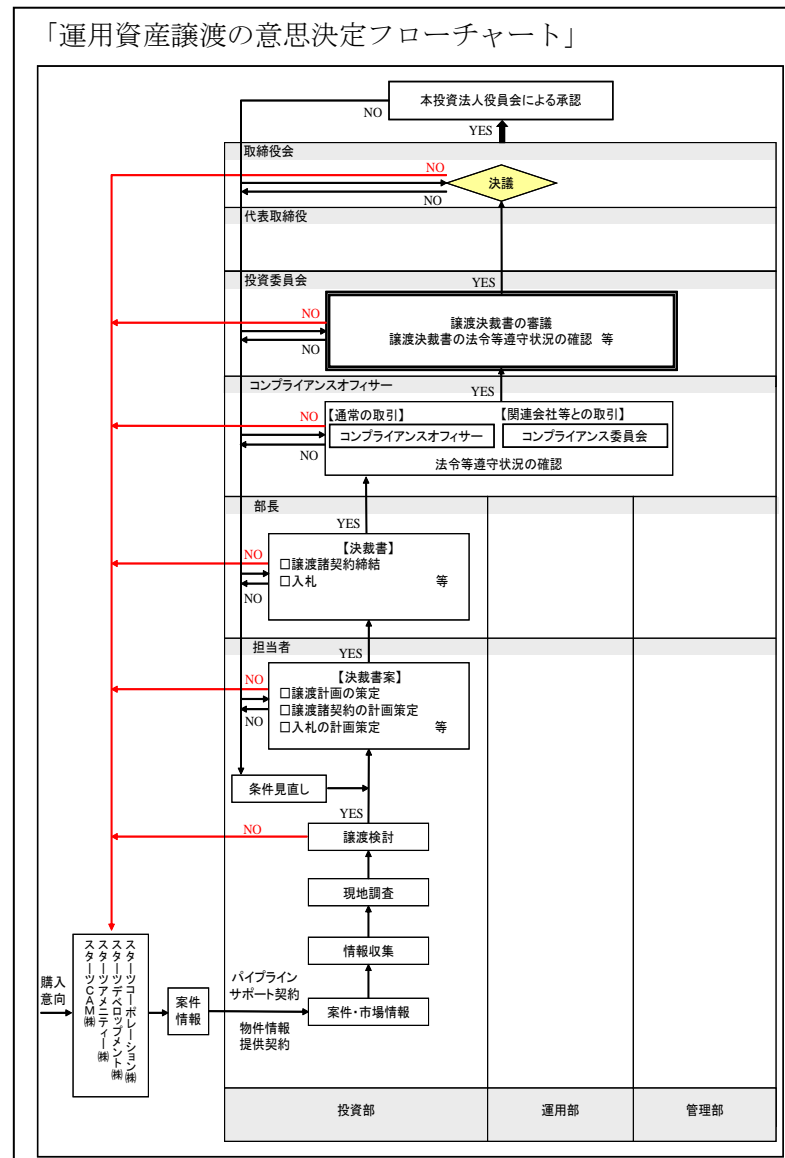 「運用資産譲渡の意思決定フローチャート」
本投資法人役員会による承認
NO
YES
取締役会
NO
決議
NO
代表取締役
投資委員会
YES
NO
譲渡決裁書の審議
譲渡決裁書の法令等遵守状況の確認 等
NO
コンプライアンスオフィサー
YES
NO
【通常の取引】
【関連会社等との取引】
コンプライアンスオフィサー
コンプライアンス委員会
NO
法令等遵守状況の確認
部長
YES
NO
【決裁書】
□譲渡諸契約締結
□入札 等
NO
担当者
YES
NO
【決裁書案】
□譲渡計画の策定
□譲渡諸契約の計画策定
□入札の計画策定 等
NO
条件見直し
YES
NO
譲渡検討
現地調査
情報収集
購入
意向
スターツコーポレーション㈱
スターツデベロップメント㈱
スターツアメニティー㈱
スターツCAM㈱
案件
情報
パイプライン
サポート契約
物件情報
提供契約
案件・市場情報
投資部
運用部
管理部